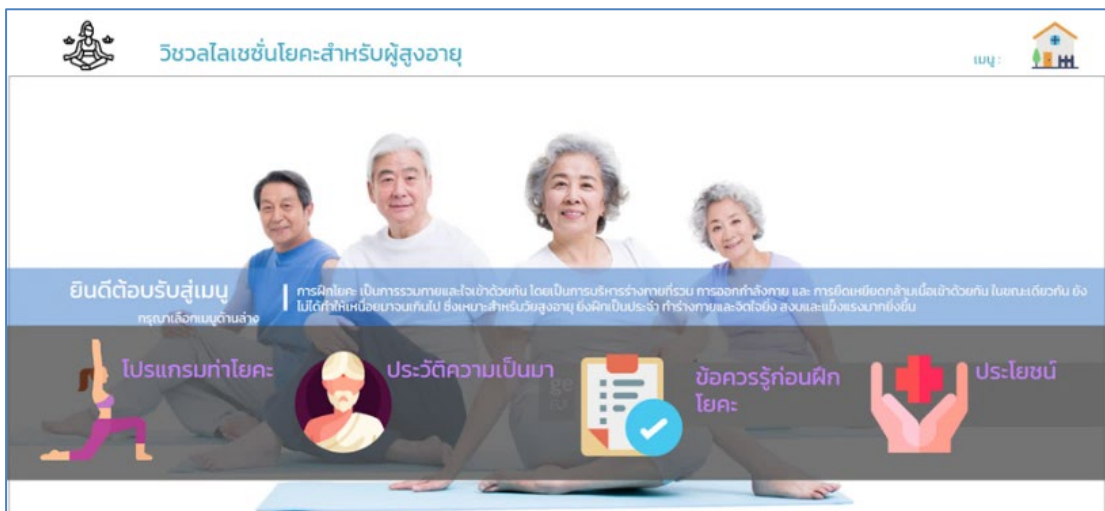 วิชวลไลเซชั่นโยคะสำหรับผู้สูงอายุ
เมนู :
ยินดีต้อบรับสู่เมนู
กรุณาเลือกเมนูด้านล่าง
การฝึกโยคะ เป็นการรวมกายและใจเข้าด้วยกัน โดยเป็นการบริหารร่างกายที่รวม การออกกำลังกาย และ การยืดเหยียดกล้ามเนื้อเข้าด้วยกัน ในขณะเดียวกัน ยัง
ไม่ได้ทำให้เหนื่อยมาจนเกินไป ซึ่งเหมาะสำหรับวัยสูงอายุ ยิ่งฝึกเป็นประจำ ทำร่างกายและจิตใจยิ่ง สงบและแข็งแรงมากยิ่งขึ้น
โปรแกรมท่าโยคะ
ประวัติความเป็นมา
ข้อควรรู้ก่อนฝึก
โยคะ
ประโยชน์